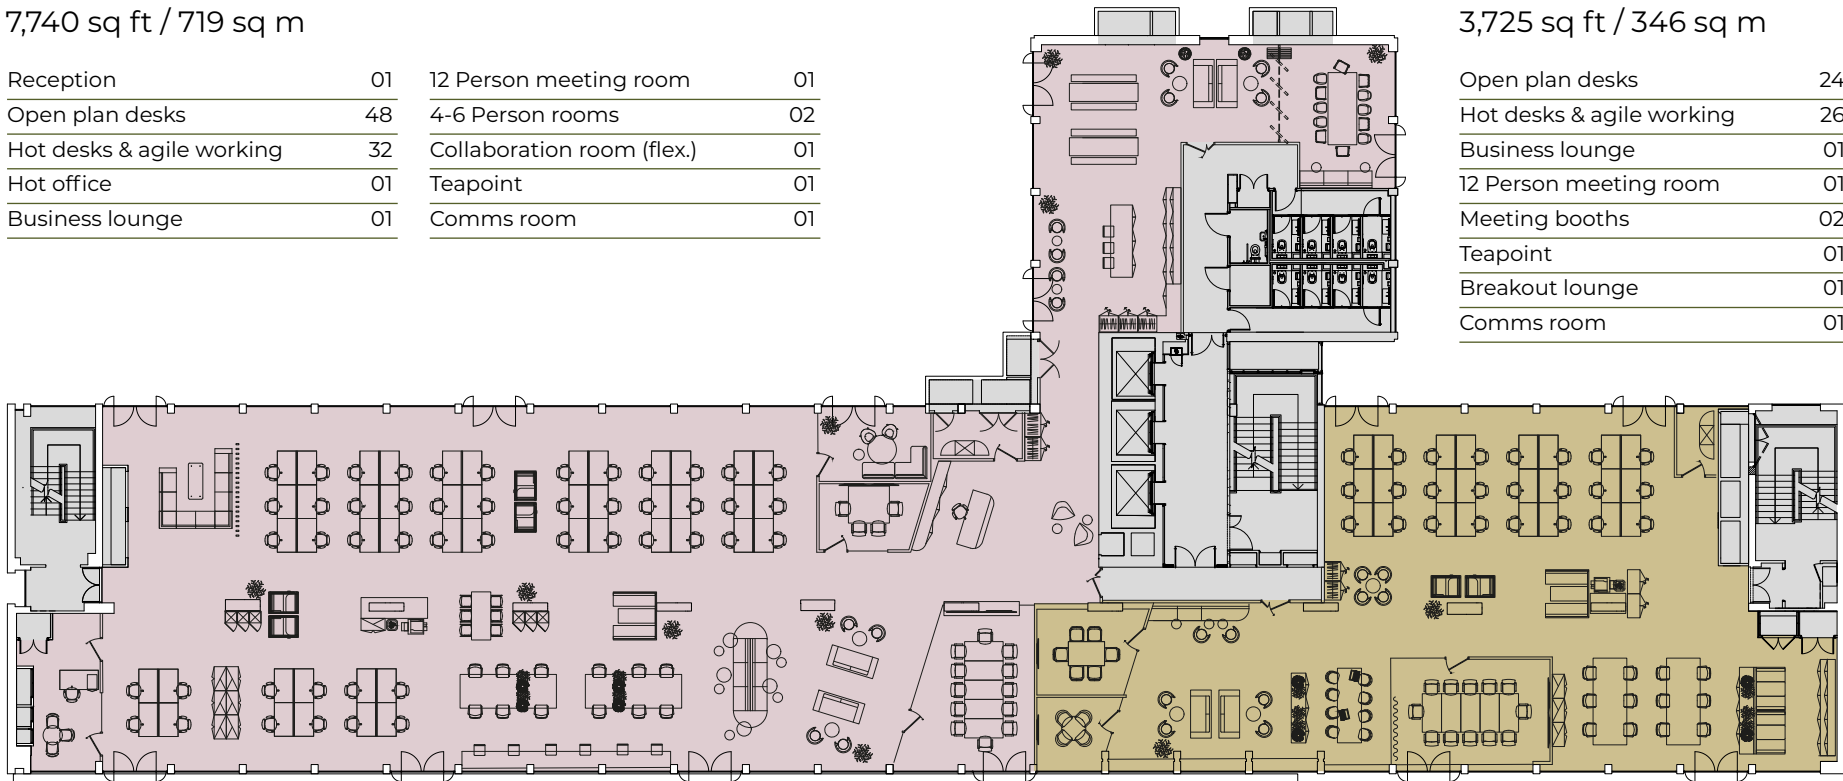 7,740 sq ft / 719 sq m
Reception 01
Open plan desks 48
Hot desks & agile working 32
Hot office 01
Business lounge 01
12 Person meeting room 01
4-6 Person rooms 02
Collaboration room (flex.) 01
Teapoint 01
Comms room 01
3,725 sq ft / 346 sq m
Open plan desks 24
Hot desks & agile working 26
Business lounge 01
12 Person meeting room 01
Meeting booths 02
Teapoint 01
Breakout lounge 01
Comms room 01